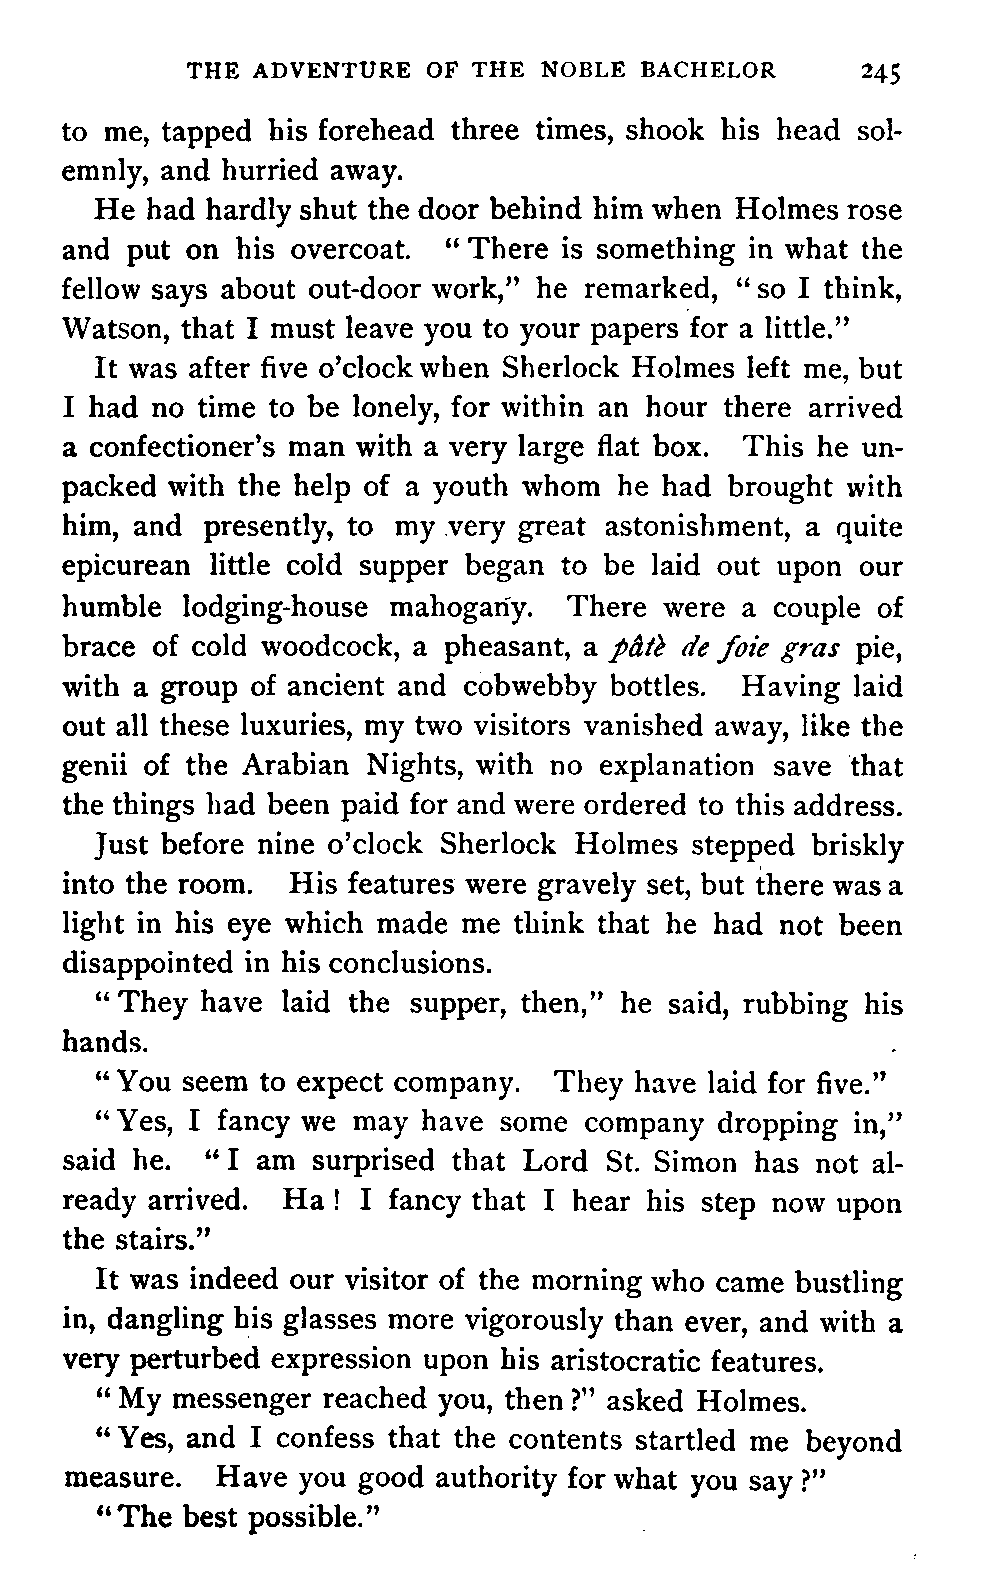 THE ADVENTURE OF THE NOBLE BACHELOR 245
to me, tapped his forehead three times, shook his head sol-
emnly, and hurried away.
He had hardly shut the door behind him when Holmes rose
and put on his overcoat. “There is something in what the
fellow says about out-door work,” he remarked, “so I think,
Watson, that I must leave you to your papers for a little.”
It was after five o’clock when Sherlock Holmes left me, but
I had no time to be lonely, for within an hour there arrived
a confectioner’s man with a very large flat box. This he un-
packed with the help of a youth whom he had brought with
him, and presently, to my very great astonishment, a quite
epicurean little cold supper began to be laid out upon our
humble lodging-house mahogany. There were a couple of
brace of cold woodcock, a pheasant, a pâtè de foie gras pie,
with a group of ancient and cobwebby bottles. Having laid
out all these luxuries, my two visitors vanished away, like the
genii of the Arabian Nights, with no explanation save that
the things had been paid for and were ordered to this address.
Just before nine o’clock Sherlock Holmes stepped briskly
into the room. His features were gravely set, but there was a
light in his eye which made me think that he had not been
disappointed in his conclusions.
“They have laid the supper, then,” he said, rubbing his
hands.
“You seem to expect company. They have laid for five.”
“Yes, I fancy we may have some company dropping in,”
said he. “I am surprised that Lord St. Simon has not al-
ready arrived. Ha! I fancy that I hear his step now upon
the stairs.”
It was indeed our visitor of the morning who came bustling
in, dangling his glasses more vigorously than ever, and with a
very perturbed expression upon his aristocratic features.
“My messenger reached you, then?” asked Holmes.
“Yes, and I confess that the contents startled me beyond
measure. Have you good authority for what you say?”
“The best possible.”